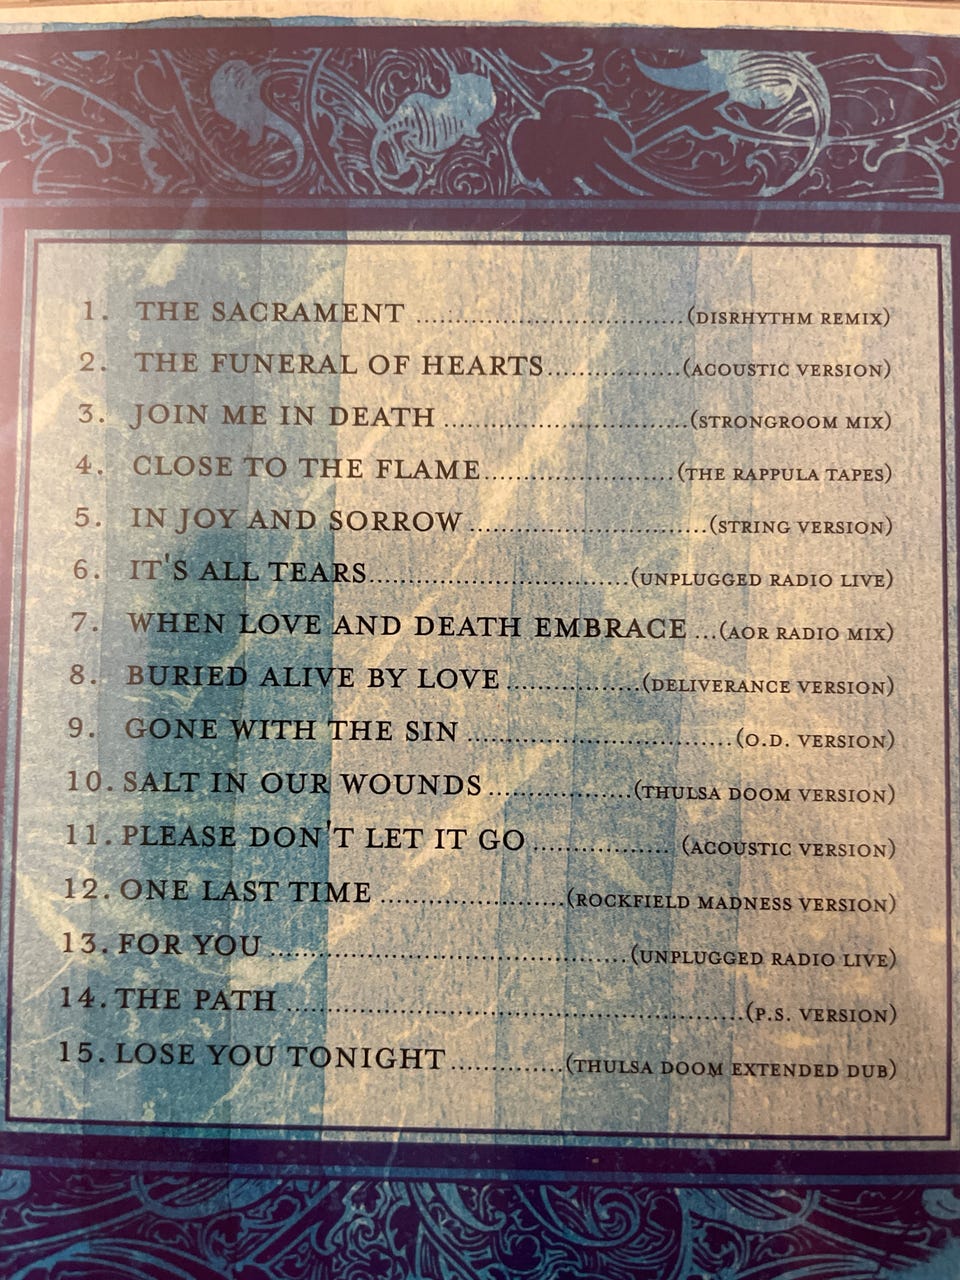 1. THE SACRAMENT ..............................(DISRHYTHM REMIX)
2. THE FUNERAL OF HEARTS...............(ACOUSTIC VERSION)
3. JOIN ME IN DEATH ...........................(STRONGROOM MIX)
4. CLOSE TO THE FLAME.....................(THE RAPPULA TAPES)
5. IN JOY AND SORROW ..........................(STRING VERSION)
6. IT'S ALL TEARS.............................(UNPLUGGED RADIO LIVE)
7. WHEN LOVE AND DEATH EMBRACE ...(AOR RADIO MIX)
8. BURIED ALIVE BY LOVE ...............(DELIVERANCE VERSION)
9. GONE WITH THE SIN .............................(O.D. VERSION)
10. SALT IN OUR WOUNDS ................(THULSA DOOM VERSION)
11. PLEASE DON'T LET IT GO ............... (ACOUSTIC VERSION)
12. ONE LAST TIME .....................(ROCKFIELD MADNESS VERSION)
13. FOR YOU .......................................(UNPLUGGED RADIO LIVE)
14. THE PATH ..................................................(P.S. VERSION)
15. LOSE YOU TONIGHT .............(THULSA DOOM EXTENDED DUB)